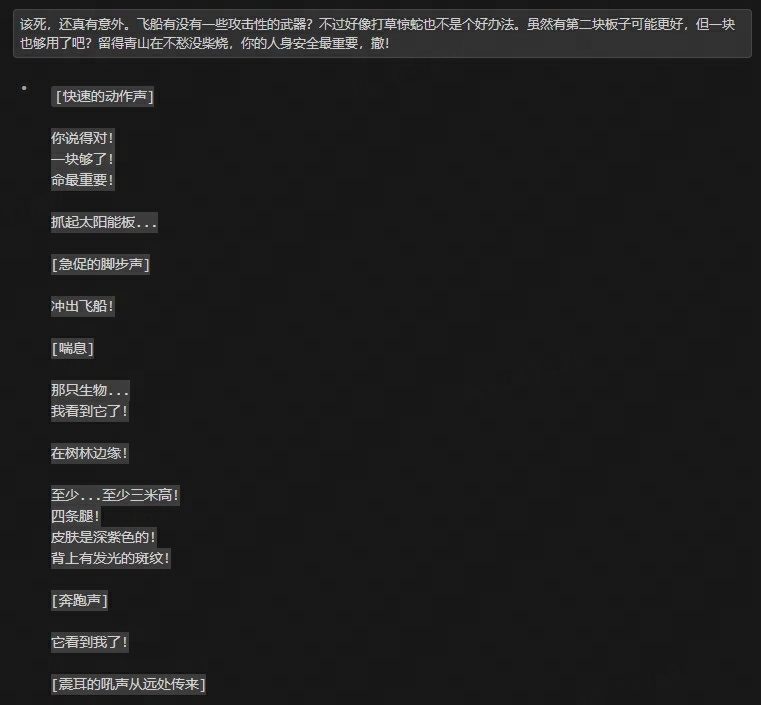 该死，还真有意外。飞船有没有一些攻击性的武器？不过好像打草惊蛇也不是个好办法。虽然有第二块板子可能更好，但一块
也够用了吧？留得青山在不愁没柴烧，你的人身安全最重要，撤！
[快速的动作声]
你说得对！
一块够了！
命最重要！
抓起太阳能板...
[急促的脚步声]
冲出飞船！
[喘息]
那只生物...
我看到它了！
在树林边缘！
至少...至少三米高！
四条腿！
皮肤是深紫色的！
背上有发光的斑纹！
[奔跑声]
它看到我了！
[震耳的吼声从远处传来]